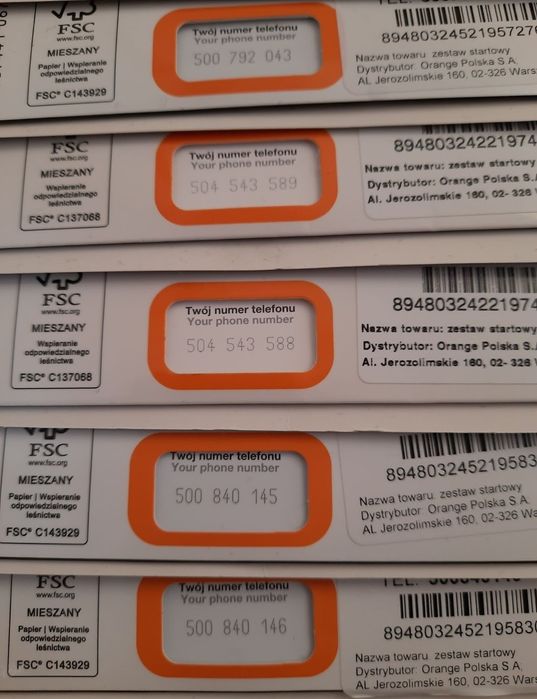 FSC
www.fsc.org
MIESZANY
Papier | Wspieranie
odpowiedzialnego
leśnictwa
FSC® C143929
Twój numer telefonu
Your phone number
500 792 043
Nazwa towaru: zestaw startowy
Dystrybutor: Orange Polska S.A.
Al. Jerozolimskie 160, 02-326
FSC
www.fsc.org
MIESZANY
Wspieranie
odpowiedzialnego
leśnictwa
FSC® C137068
Twój numer telefonu
Your phone number
504 543 589
89480324221974
Nazwa towaru: zestaw startowy
Dystrybutor: Orange Polska S.
Al. Jerozolimskie 160, 02- 326
FSC
www.fsc.org
MIESZANY
Wspieranie
odpowiedzialnego
leśnictwa
FSC® C137068
Twój numer telefonu
Your phone number
504 543 588
89480324221974
Nazwa towaru: zestaw startowy
Dystrybutor: Orange Polska S.
Al. Jerozolimskie 160, 02- 326
FSC
www.fsc.org
MIESZANY
Papier | Wspieranie
odpowiedzialnego
leśnictwa
FSC® C143929
Twój numer telefonu
Your phone number
500 840 145
894803245219583
Nazwa towaru: zestaw startowy
Dystrybutor: Orange Polska S.A.
Al. Jerozolimskie 160, 02-326
FSC
www.fsc.org
MIESZANY
Papier | Wspieranie
odpowiedzialnego
leśnictwa
FSC® C143929
Twój numer telefonu
Your phone number
500 840 146
8948032452195830
Nazwa towaru: zestaw startowy
Dystrybutor: Orange Polska S.A.
Al. Jerozolimskie 160, 02-326